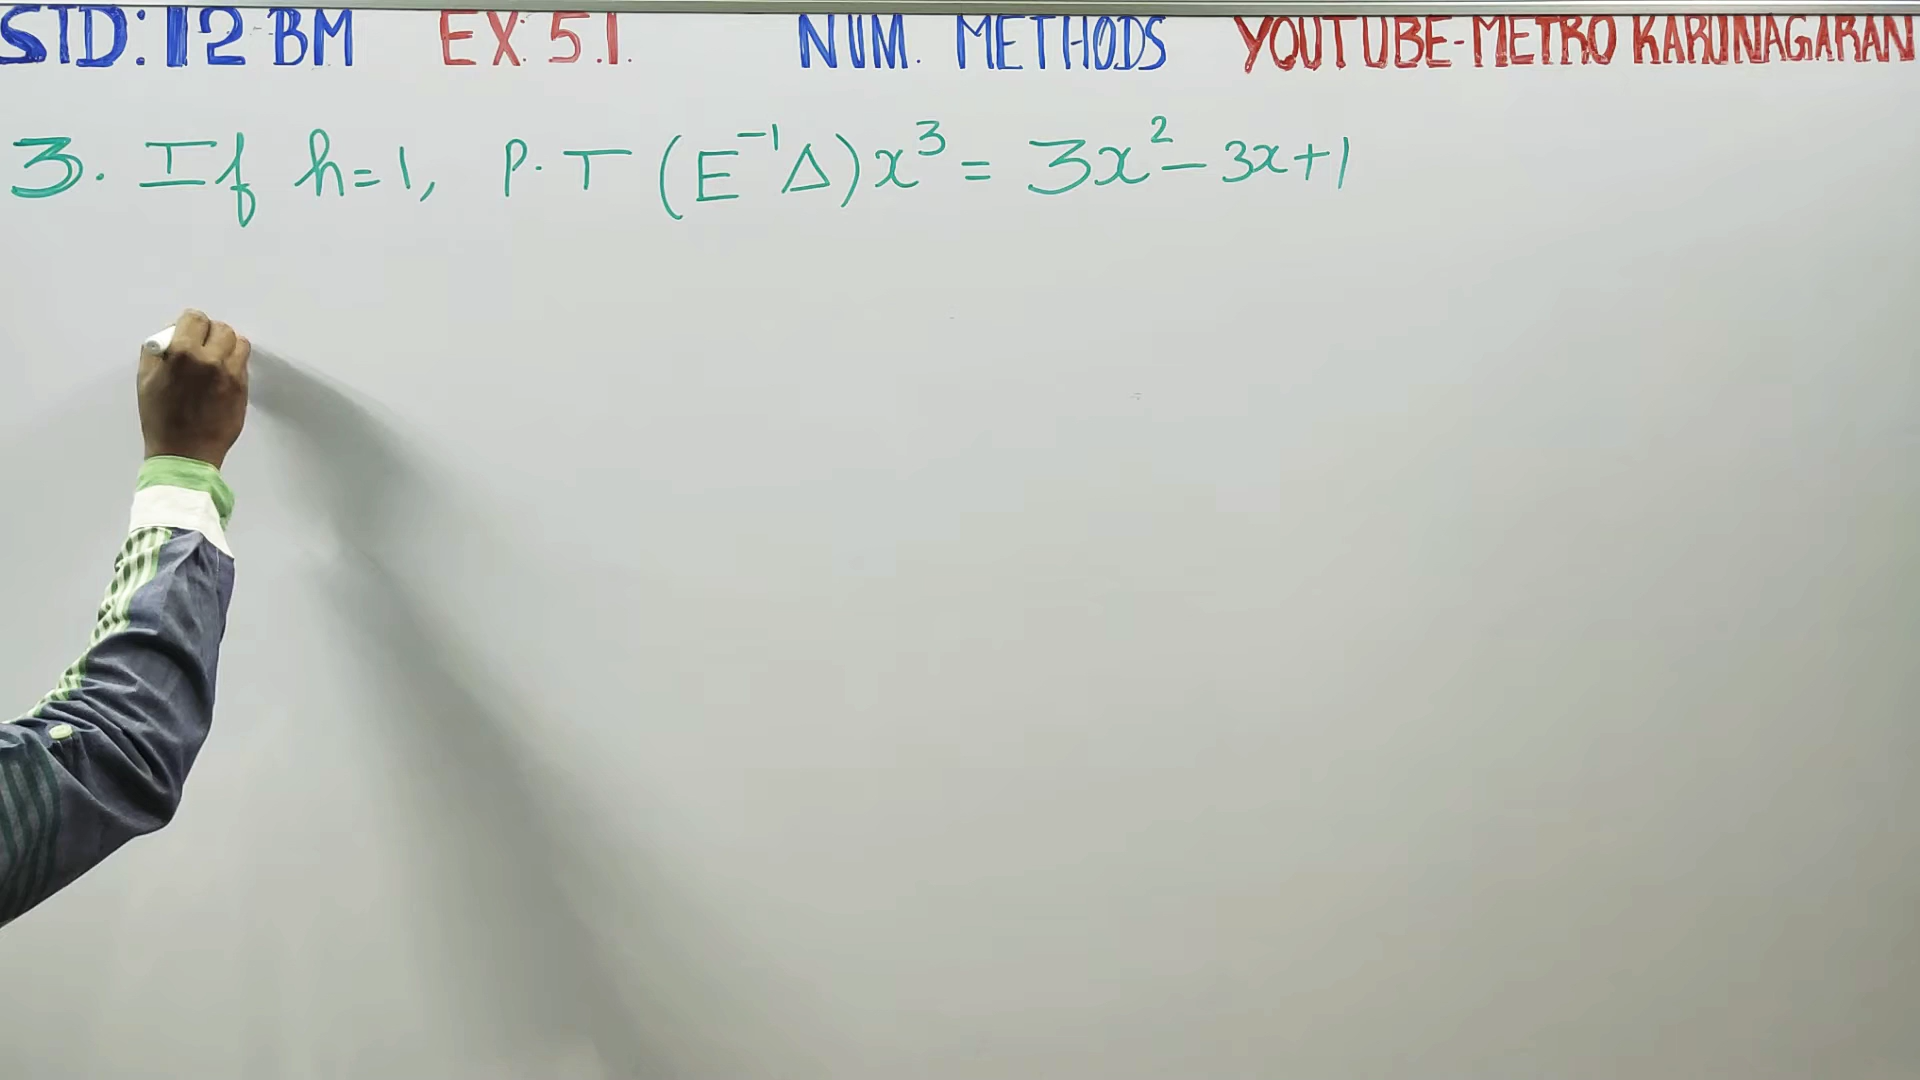 STD: 12 BM EX: 5.1. NUM. METHODS YOUTUBE-METRO KARUNAGARAN
3. If h=1, P.T (E⁻¹Δ)x³ = 3x²-3x+1